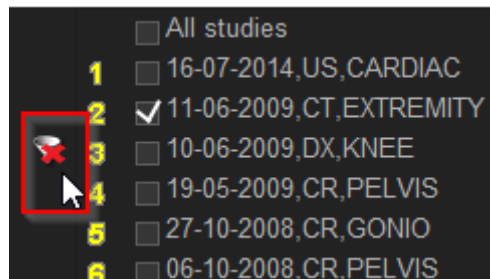 All studies
1 16-07-2014,US,CARDIAC
2 11-06-2009,CT,EXTREMITY
3 10-06-2009,DX,KNEE
4 19-05-2009,CR,PELVIS
5 27-10-2008,CR,GONIO
6 06-10-2008,CR,PELVIS